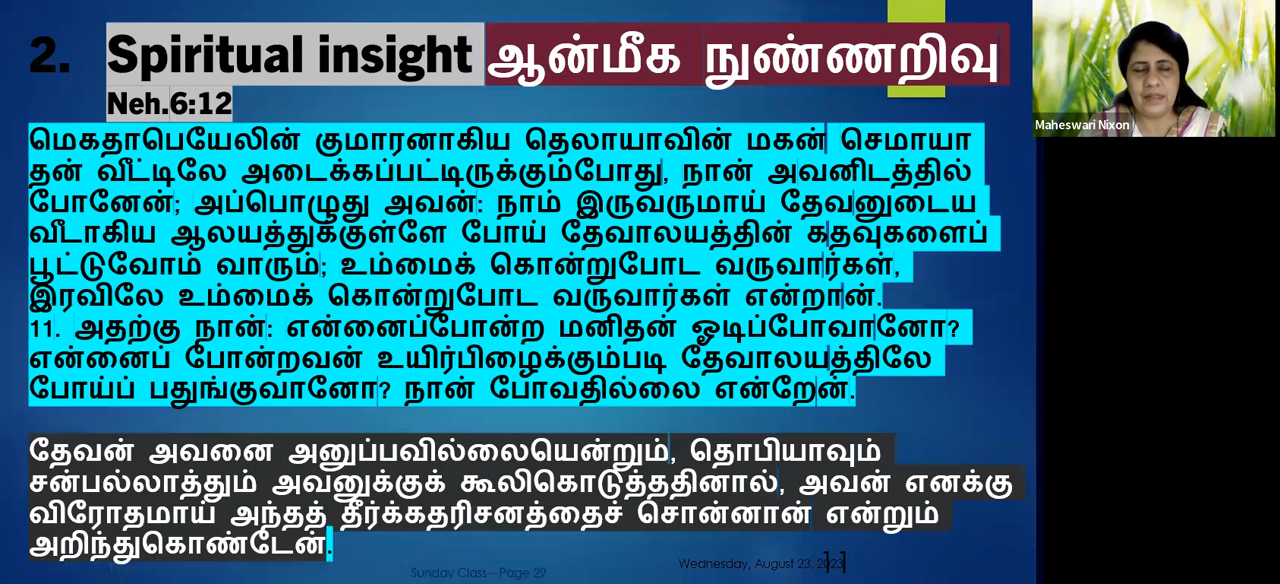 2. Spiritual insight ஆன்மீக நுண்ணறிவு
Neh.6:12
மெகதாபெயேலின் குமாரனாகிய தெலாயாவின் மகன் செமாயா
தன் வீட்டிலே அடைக்கப்பட்டிருக்கும்போது, நான் அவனிடத்தில்
போனேன்; அப்பொழுது அவன்: நாம் இருவருமாய் தேவனுடைய
வீடாகிய ஆலயத்துக்குள்ளே போய் தேவாலயத்தின் கதவுகளைப்
பூட்டுவோம் வாரும்; உம்மைக் கொன்றுபோட வருவார்கள்,
இரவிலே உம்மைக் கொன்றுபோட வருவார்கள் என்றான்.
11. அதற்கு நான்: என்னைப்போன்ற மனிதன் ஓடிப்போவானோ?
என்னைப் போன்றவன் உயிர்பிழைக்கும்படி தேவாலயத்திலே
போய்ப் பதுங்குவானோ? நான் போவதில்லை என்றேன்.
தேவன் அவனை அனுப்பவில்லையென்றும், தொபியாவும்
சன்பல்லாத்தும் அவனுக்குக் கூலிகொடுத்ததினால், அவன் எனக்கு
விரோதமாய் அந்தத் தீர்க்கதரிசனத்தைச் சொன்னான் என்றும்
அறிந்துகொண்டேன்.
Sunday Class – Page 29
Wednesday, August 23, 2023
11
Maheswari Nixon